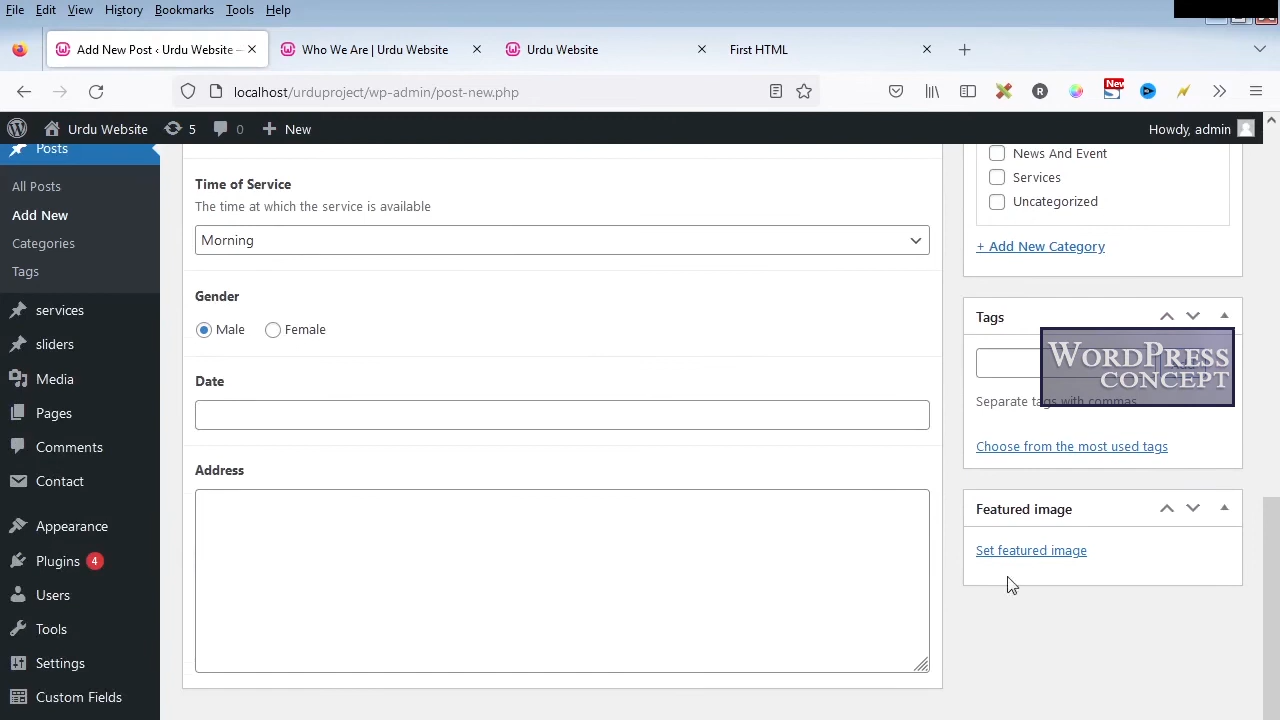 File Edit View History Bookmarks Tools Help
Add New Post ‹ Urdu Website —
Who We Are | Urdu Website
Urdu Website
First HTML
localhost/urduproject/wp-admin/post-new.php
New
Urdu Website 5 0 New
Howdy, admin
Posts
All Posts
Add New
Categories
Tags
services
sliders
Media
Pages
Comments
Contact
Appearance
Plugins 4
Users
Tools
Settings
Custom Fields
Time of Service
The time at which the service is available
Morning
Gender
Male Female
Date
Address
News And Event
Services
Uncategorized
+ Add New Category
Tags
WORDPRESS
CONCEPT
Separate tags with commas
Choose from the most used tags
Featured image
Set featured image